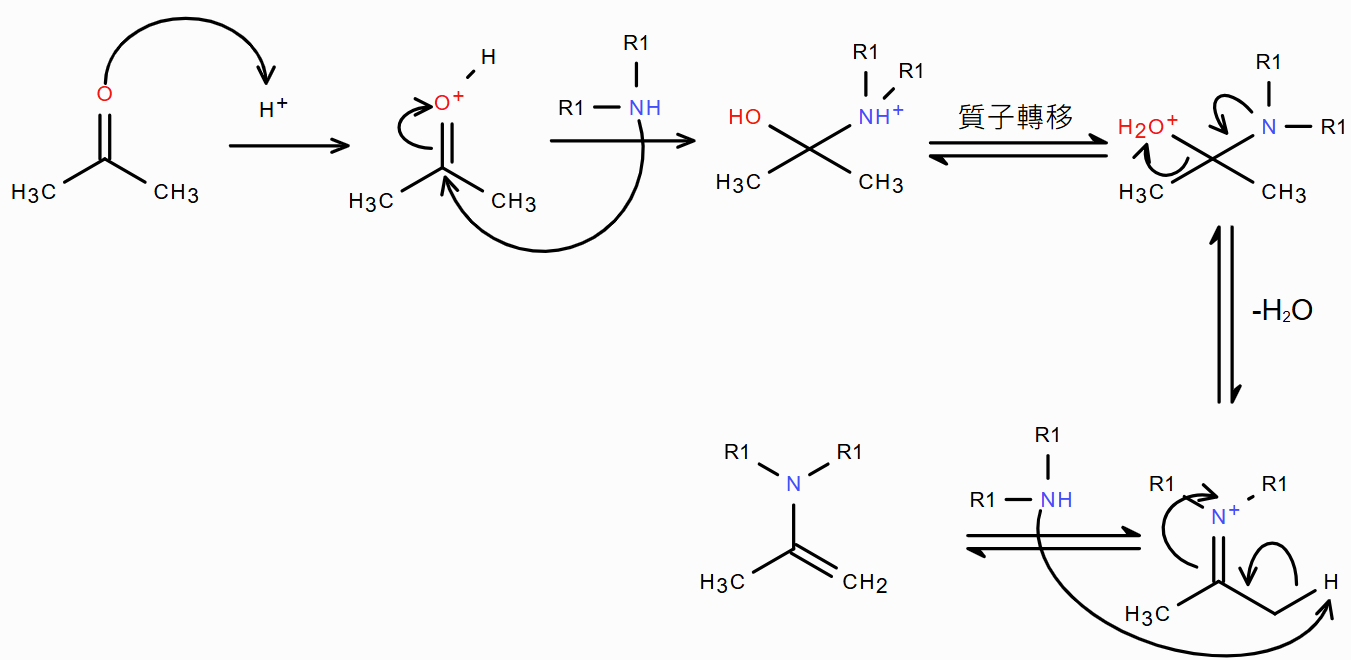 O
H+
H3C
CH3
H
O+
H3C
CH3
R1
R1
NH
R1
R1
HO
NH+
H3C
CH3
質子轉移
R1
H2O+
N
R1
H3C
CH3
-H2O
R1
R1
N
H3C
CH2
R1
R1
NH
R1
R1
N+
H
H3C